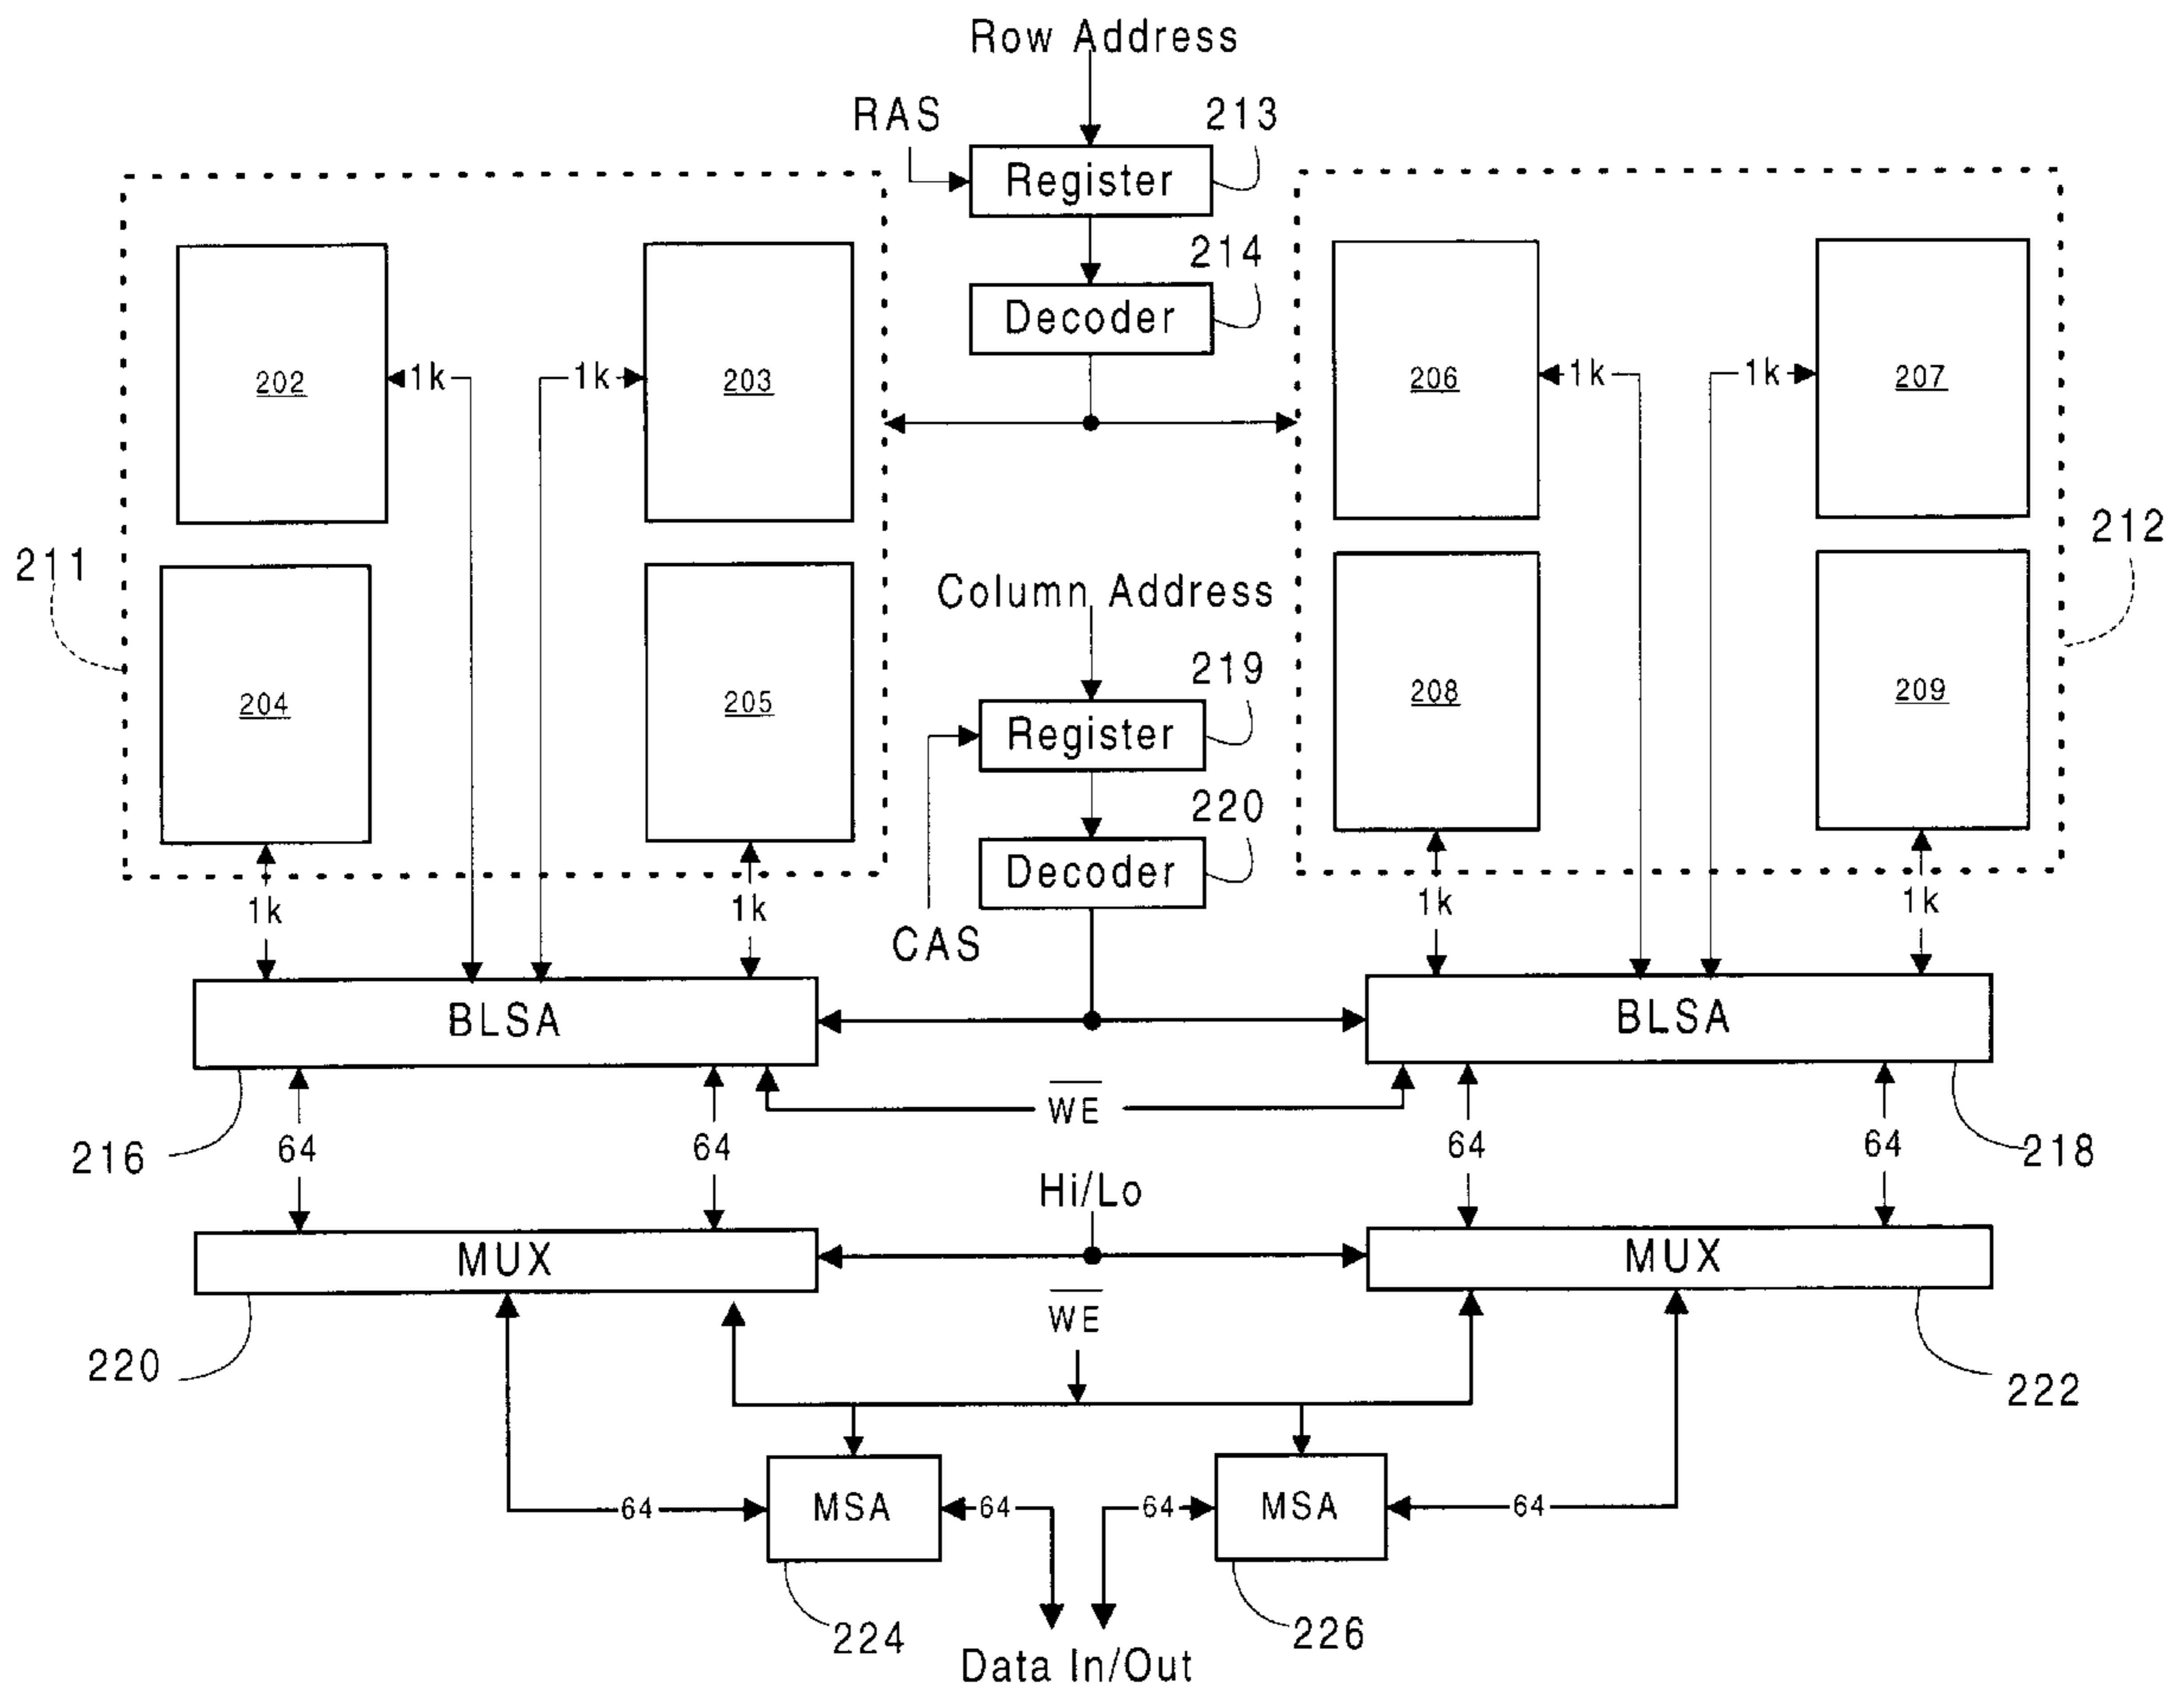 Row Address
RAS
213
Register
214
Decoder
202
1k
1k
203
206
1k
1k
207
211
212
Column Address
204
205
219
Register
208
209
220
Decoder
1k
1k
CAS
1k
1k
BLSA
BLSA
WE
216
64
64
64
64
218
Hi/Lo
MUX
MUX
WE
220
222
64
MSA
64
64
MSA
64
224
226
Data In/Out